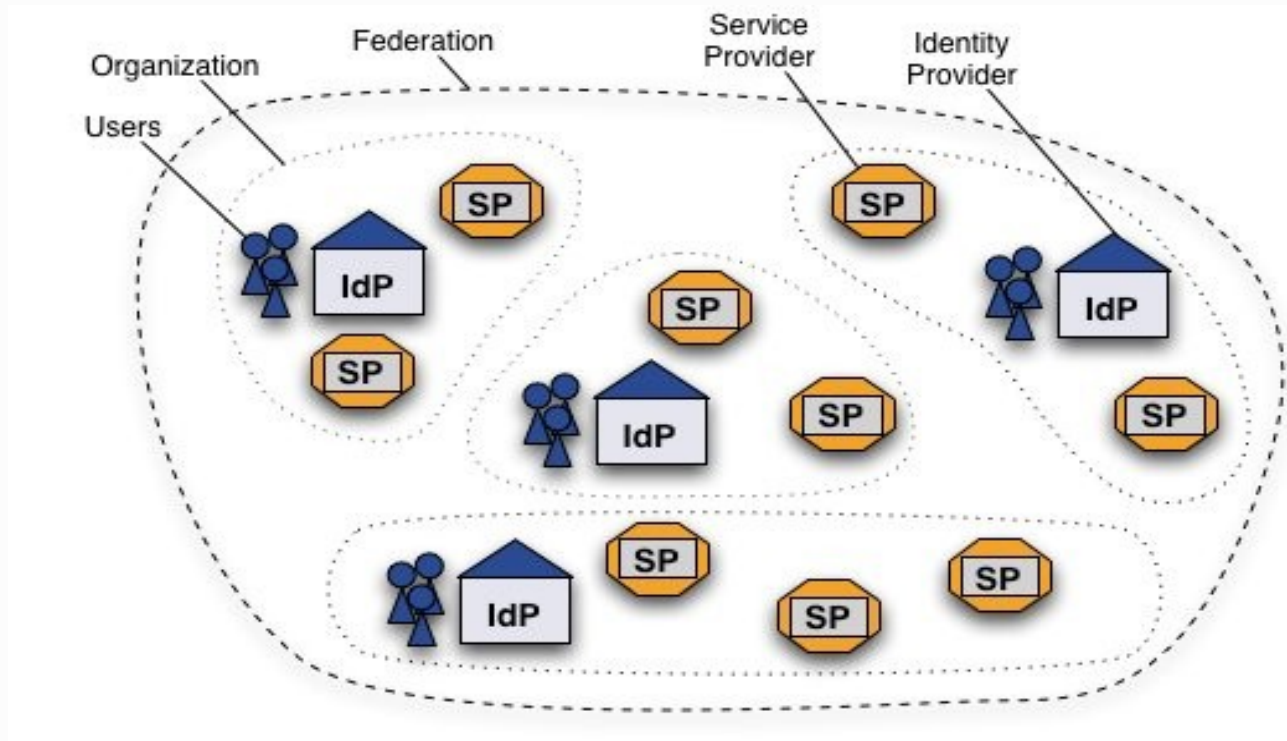 Service
Provider
Federation
Identity
Provider
Organization
Users
SP
SP
IdP
IdP
SP
SP
SP
SP
IdP
SP
SP
SP
IdP
SP